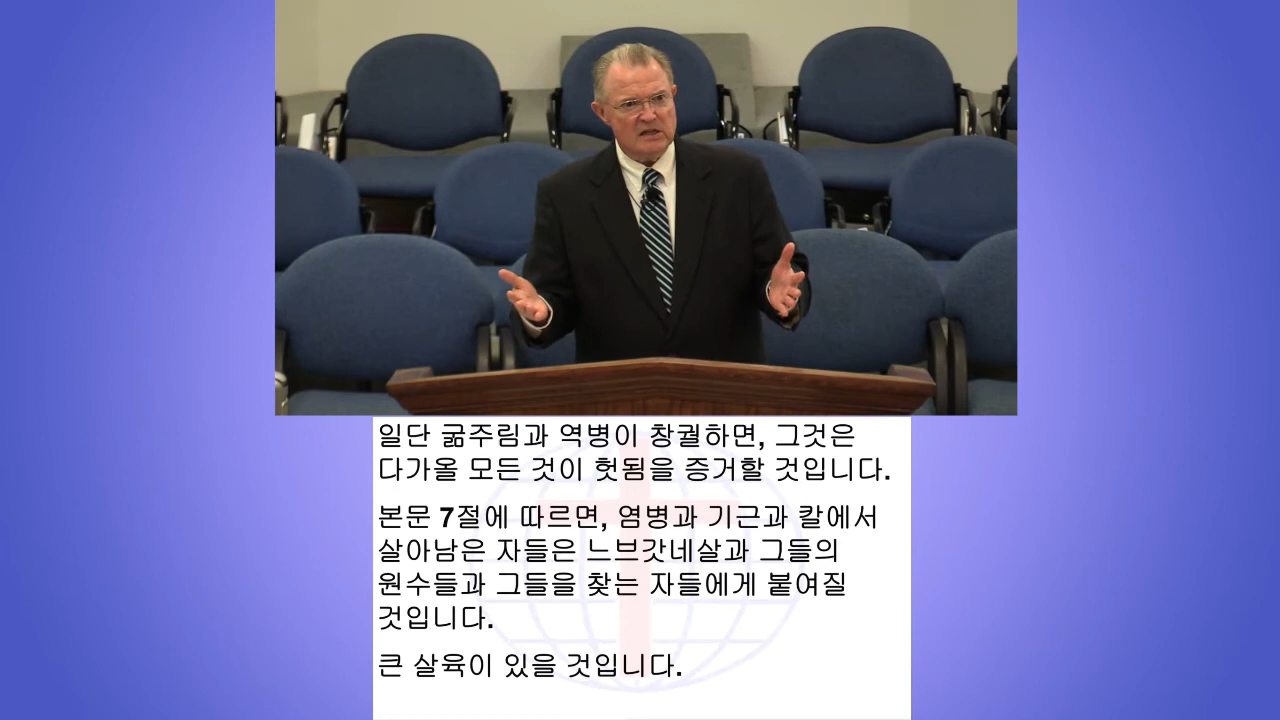 일단 굶주림과 역병이 창궐하면, 그것은
다가올 모든 것이 헛됨을 증거할 것입니다.
본문 7절에 따르면, 염병과 기근과 칼에서
살아남은 자들은 느브갓네살과 그들의
원수들과 그들을 찾는 자들에게 붙여질
것입니다.
큰 살육이 있을 것입니다.